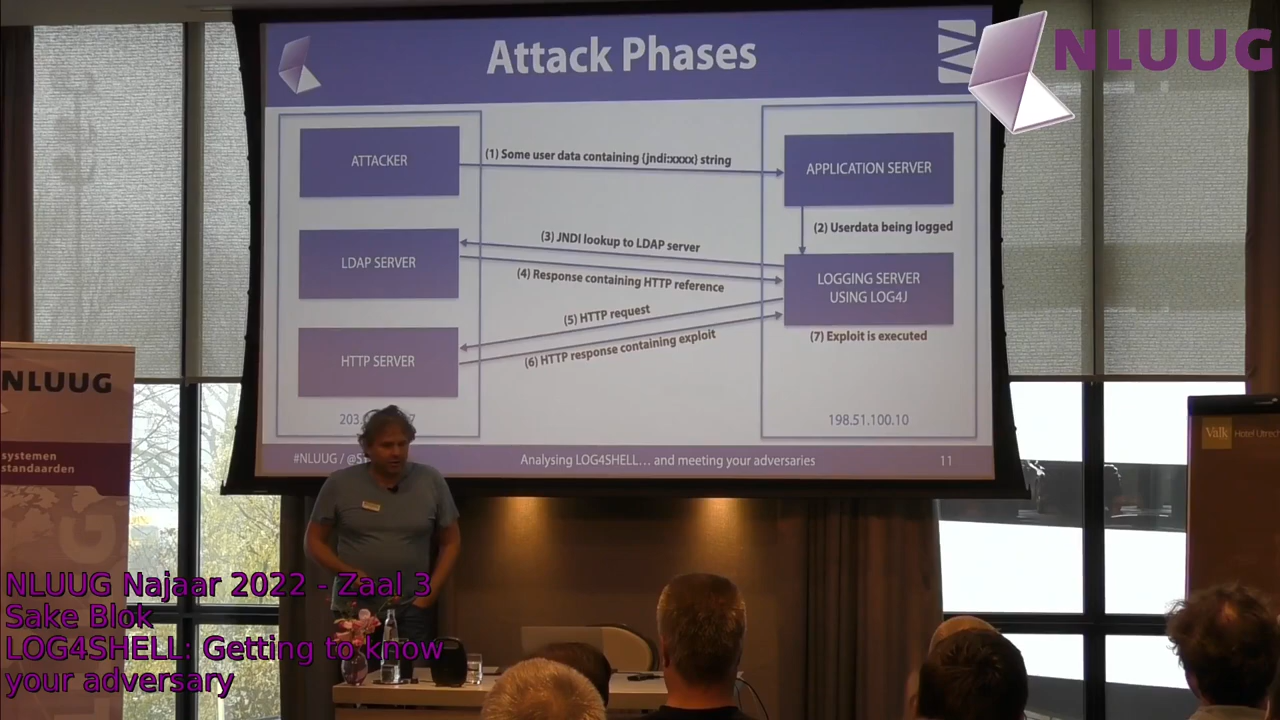 Attack Phases
NLUUG
ATTACKER
(1) Some user data containing {jndi:xxxx} string
APPLICATION SERVER
(2) Userdata being logged
LDAP SERVER
(3) JNDI lookup to LDAP server
(4) Response containing HTTP reference
LOGGING SERVER
USING LOG4J
(5) HTTP request
(6) HTTP response containing exploit
(7) Exploit is executed
HTTP SERVER
198.51.100.10
#NLUUG /
Analysing LOG4SHELL... and meeting your adversaries
11
NLUUG
systemen
standaarden
Valk
NLUUG Najaar 2022 - Zaal 3
Sake Blok
LOG4SHELL: Getting to know
your adversary